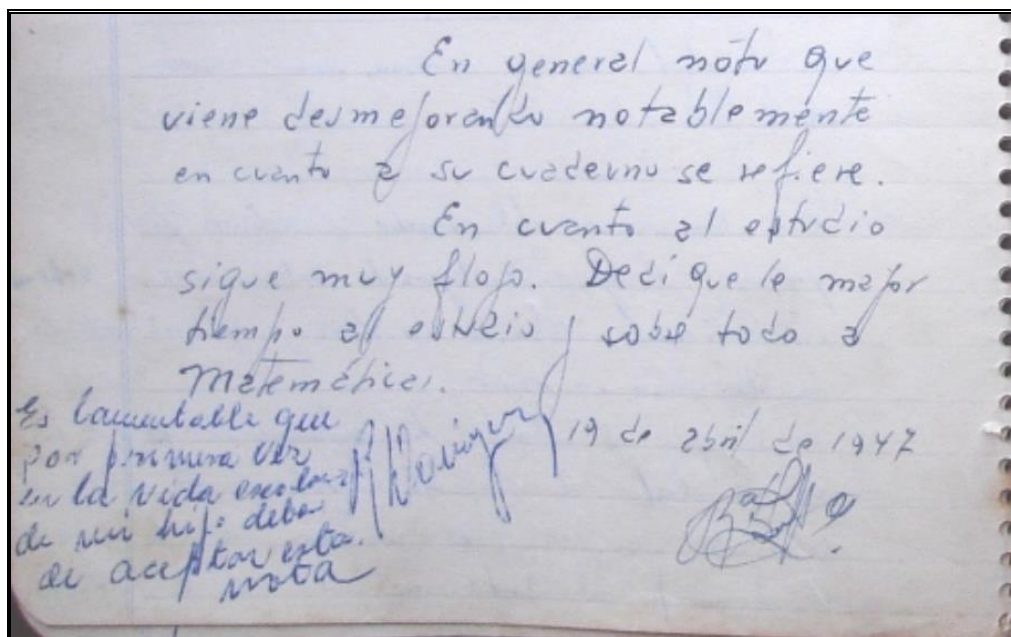 En general noto que
viene desmejorando notablemente
en cuanto a su cuaderno se refiere.
En cuanto al estudio
sigue muy flojo. Dedique le mayor
tiempo al estudio y sobre todo a
Matemáticas.
19 de abril de 1947
Es lamentable que
por primera vez
en la vida escolar
de mi hijo deba
de aceptar esta
nota